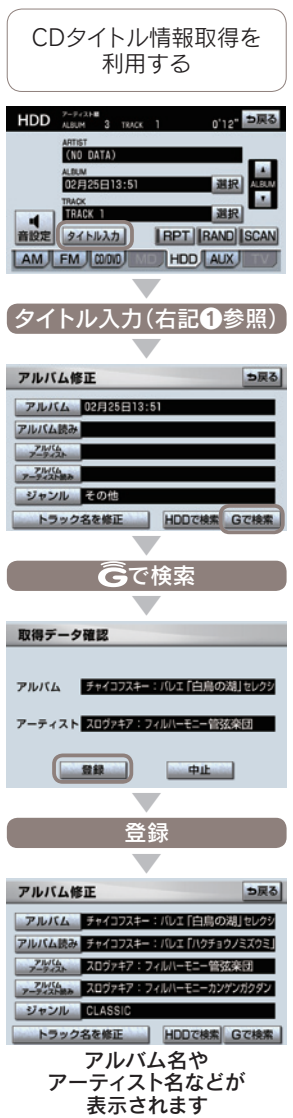 CDタイトル情報取得を
利用する
HDD アーティスト順 ALBUM 3 TRACK 1 0'12" 戻る
ARTIST
(NO DATA)
ALBUM
02月25日13:51 選択 ALBUM
TRACK
TRACK 1 選択
音設定 タイトル入力 RPT RAND SCAN
AM FM CD/DVD MD HDD AUX TV
タイトル入力(右記❶参照)
アルバム修正 戻る
アルバム 02月25日13:51
アルバム読み
アルバムアーティスト
アルバムアーティスト読み
ジャンル その他
トラック名を修正 HDDで検索 Gで検索
Gで検索
取得データ確認
アルバム チャイコフスキー:バレエ「白鳥の湖」セレクシ
アーティスト スロヴァキア:フィルハーモニー管弦楽団
登録 中止
登録
アルバム修正 戻る
アルバム チャイコフスキー:バレエ「白鳥の湖」セレクシ
アルバム読み チャイコフスキー:バレエ「ハクチョウノミズウミ」
アルバムアーティスト スロヴァキア:フィルハーモニー管弦楽団
アルバムアーティスト読み スロヴァキア:フィルハーモニーカンゲンガクダン
ジャンル CLASSIC
トラック名を修正 HDDで検索 Gで検索
アルバム名や
アーティスト名などが
表示されます